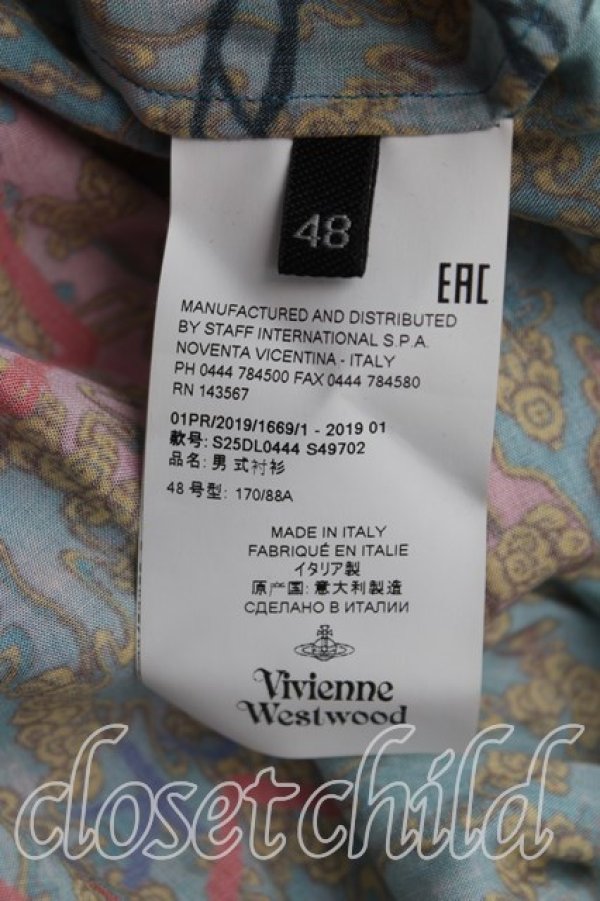 48
EAC
MANUFACTURED AND DISTRIBUTED
BY STAFF INTERNATIONAL S.P.A.
NOVENTA VICENTINA - ITALY
PH 0444 784500 FAX 0444 784580
RN 143567
01PR/2019/1669/1 - 2019 01
款号: S25DL0444 S49702
品名: 男式衬衫
48 号型: 170/88A
MADE IN ITALY
FABRIQUÉ EN ITALIE
イタリア製
原产国: 意大利製造
СДЕЛАНО В ИТАЛИИ
Vivienne
Westwood
closetchild